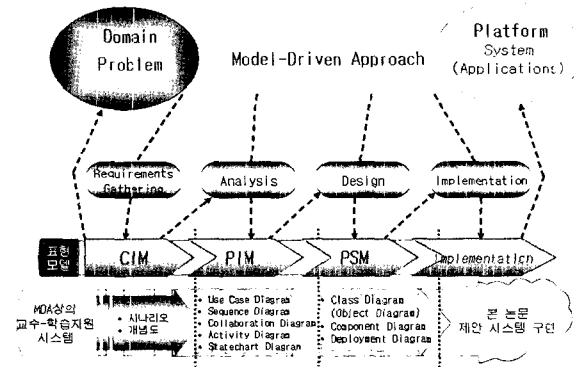 Domain
Problem
Model-Driven Approach
Platform
System
(Applications)
Requirements
Gathering
Analysis
Design
Implementation
표현
모델
CIM
PIM
PSM
Implementation
MDA상의
교수-학습지원
시스템
• 시나리오
• 개념도
• Use Case Diagram
• Sequence Diagram
• Collaboration Diagram
• Activity Diagram
• Statechart Diagram
• Class Diagram
(Object Diagram)
• Component Diagram
• Deployment Diagram
본 논문
제안 시스템 구현